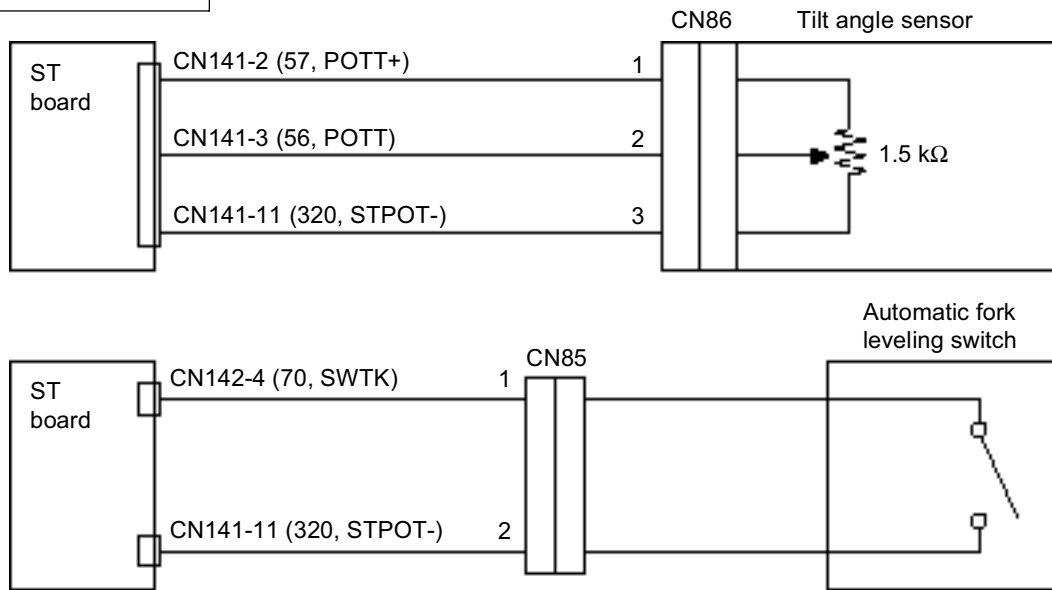 CN86
Tilt angle sensor
ST
board
CN141-2 (57, POTT+)
1
CN141-3 (56, POTT)
2
1.5 kΩ
CN141-11 (320, STPOT-)
3
Automatic fork
leveling switch
CN85
ST
board
CN142-4 (70, SWTK)
1
CN141-11 (320, STPOT-)
2